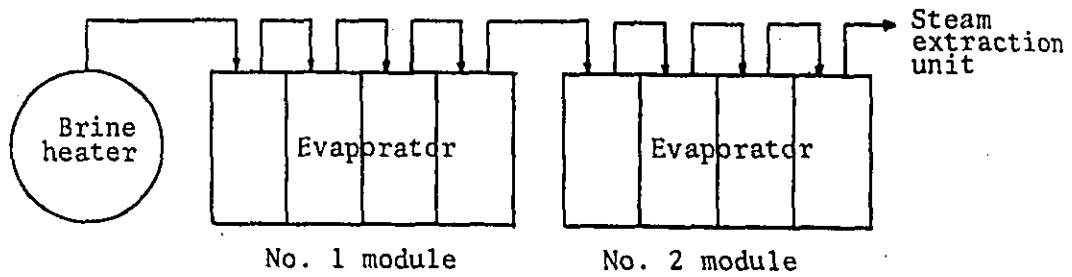 Steam
extraction
unit
Brine
heater
Evaporator
Evaporator
No. 1 module
No. 2 module